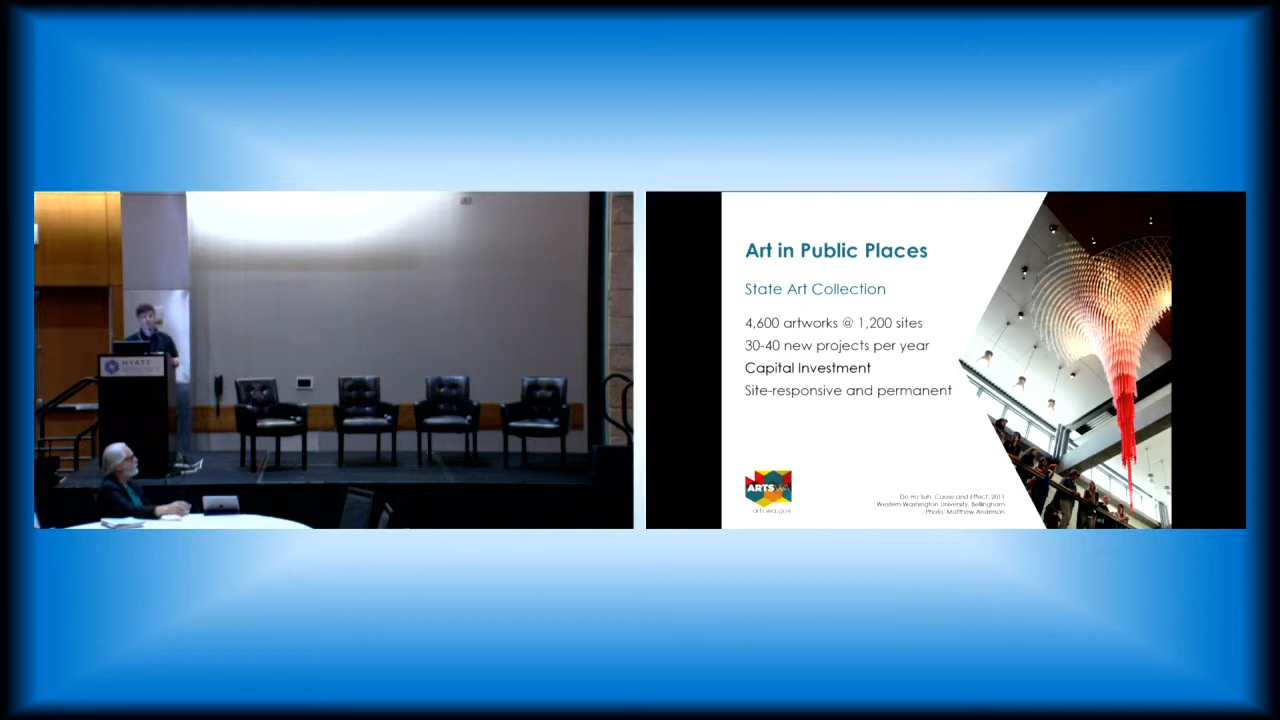 HYATT
Art in Public Places
State Art Collection
4,600 artworks @ 1,200 sites
30-40 new projects per year
Capital Investment
Site-responsive and permanent
ARTSWA
arts.wa.gov
Do Ho Suh, Cause and Effect, 2011
Western Washington University, Bellingham
Photo: Matthew Anderson